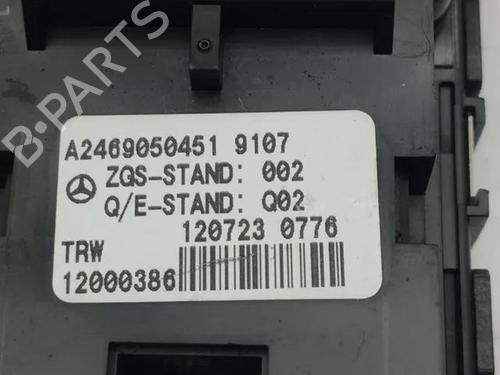 B-PARTS
A2469050451 9107
ZGS-STAND: 002
Q/E-STAND: Q02
120723 0776
TRW
12000386